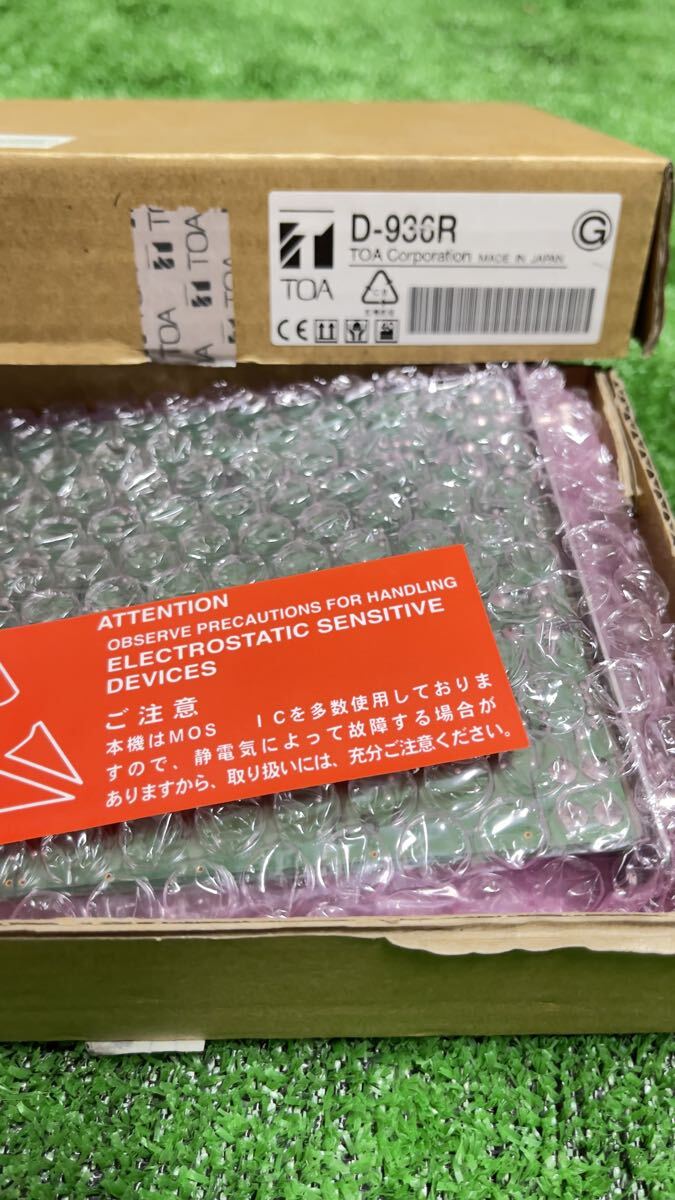 D-936R
TOA Corporation MADE IN JAPAN
G
TOA
CE
TOA
TOA
ATTENTION
OBSERVE PRECAUTIONS FOR HANDLING
ELECTROSTATIC SENSITIVE
DEVICES
ご注意
本機はMOS ICを多数使用しておりま
すので、静電気によって故障する場合が
ありますから、取り扱いには、充分ご注意ください。